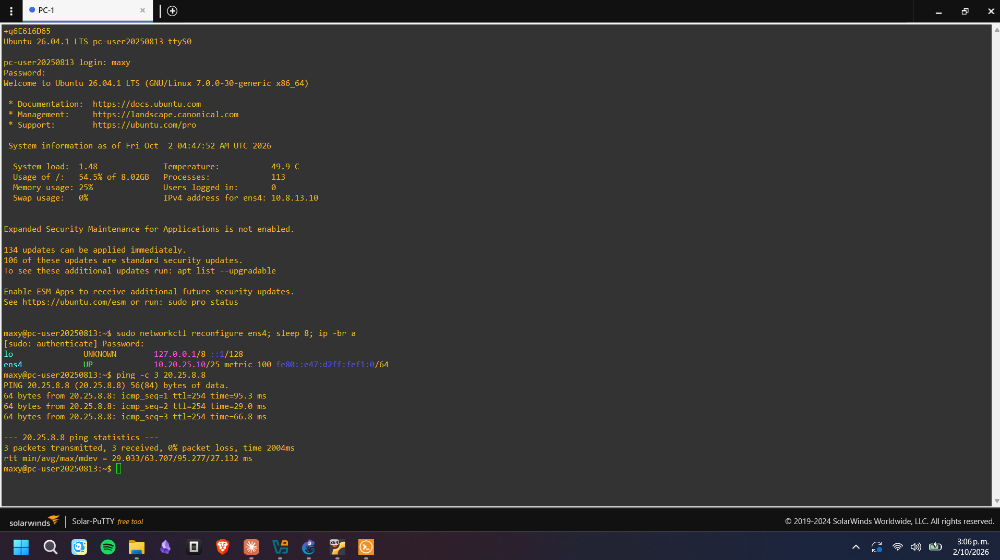 PC-1
+q6E616D65
Ubuntu 26.04.1 LTS pc-user20250813 ttyS0
pc-user20250813 login: maxy
Password:
Welcome to Ubuntu 26.04.1 LTS (GNU/Linux 7.0.0-30-generic x86_64)
* Documentation:  https://docs.ubuntu.com
* Management:     https://landscape.canonical.com
* Support:        https://ubuntu.com/pro
System information as of Fri Oct  2 04:47:52 AM UTC 2026
System load:  1.48              Temperature:           49.9 C
Usage of /:   54.5% of 8.02GB   Processes:             113
Memory usage: 25%               Users logged in:       0
Swap usage:   0%                IPv4 address for ens4: 10.8.13.10
Expanded Security Maintenance for Applications is not enabled.
134 updates can be applied immediately.
106 of these updates are standard security updates.
To see these additional updates run: apt list --upgradable
Enable ESM Apps to receive additional future security updates.
See https://ubuntu.com/esm or run: sudo pro status
maxy@pc-user20250813:~$ sudo networkctl reconfigure ens4; sleep 8; ip -br a
[sudo: authenticate] Password:
lo               UNKNOWN        127.0.0.1/8 ::1/128
ens4             UP             10.20.25.10/25 metric 100 fe80::e47:d2ff:fef1:0/64
maxy@pc-user20250813:~$ ping -c 3 20.25.8.8
PING 20.25.8.8 (20.25.8.8) 56(84) bytes of data.
64 bytes from 20.25.8.8: icmp_seq=1 ttl=254 time=95.3 ms
64 bytes from 20.25.8.8: icmp_seq=2 ttl=254 time=29.0 ms
64 bytes from 20.25.8.8: icmp_seq=3 ttl=254 time=66.8 ms
--- 20.25.8.8 ping statistics ---
3 packets transmitted, 3 received, 0% packet loss, time 2004ms
rtt min/avg/max/mdev = 29.033/63.707/95.277/27.132 ms
maxy@pc-user20250813:~$
solarwinds Solar-PuTTY free tool © 2019-2024 SolarWinds Worldwide, LLC. All rights reserved.
x64
3:06 p. m.
2/10/2026